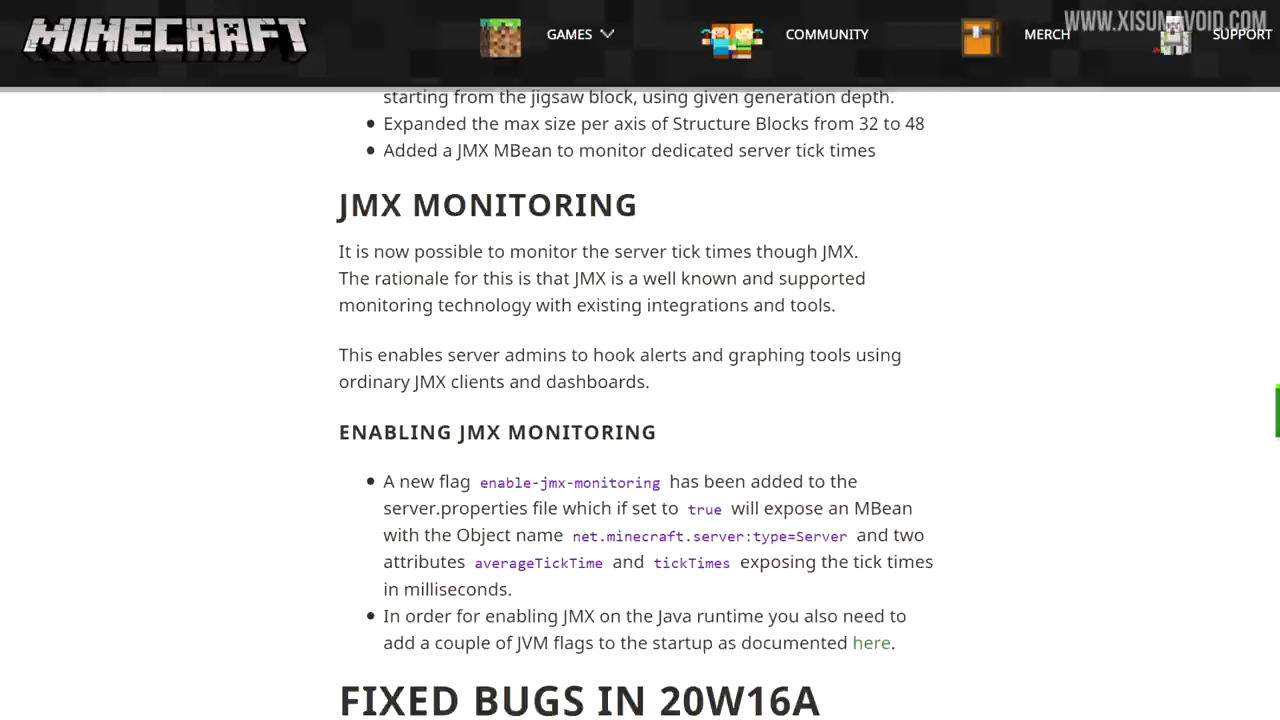 MINECRAFT
GAMES
COMMUNITY
MERCH
SUPPORT
WWW.XISUMAVOID.COM
starting from the jigsaw block, using given generation depth.
Expanded the max size per axis of Structure Blocks from 32 to 48
Added a JMX MBean to monitor dedicated server tick times
JMX MONITORING
It is now possible to monitor the server tick times though JMX.
The rationale for this is that JMX is a well known and supported
monitoring technology with existing integrations and tools.
This enables server admins to hook alerts and graphing tools using
ordinary JMX clients and dashboards.
ENABLING JMX MONITORING
A new flag enable-jmx-monitoring has been added to the
server.properties file which if set to true will expose an MBean
with the Object name net.minecraft.server:type=Server and two
attributes averageTickTime and tickTimes exposing the tick times
in milliseconds.
In order for enabling JMX on the Java runtime you also need to
add a couple of JVM flags to the startup as documented here.
FIXED BUGS IN 20W16A